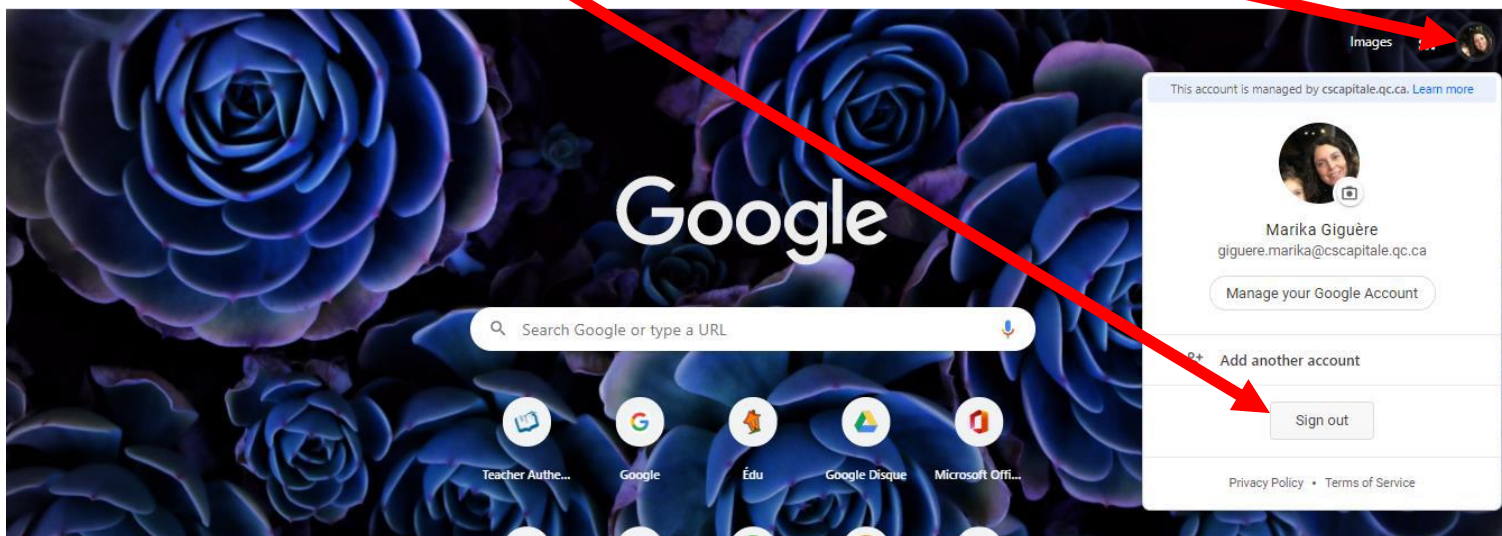 Images
This account is managed by cscapitale.qc.ca. Learn more
Marika Giguère
giguere.marika@cscapitale.qc.ca
Manage your Google Account
Google
Search Google or type a URL
Add another account
Sign out
Teacher Authe...
Google
Édu
Google Disque
Microsoft Offi...
Privacy Policy • Terms of Service